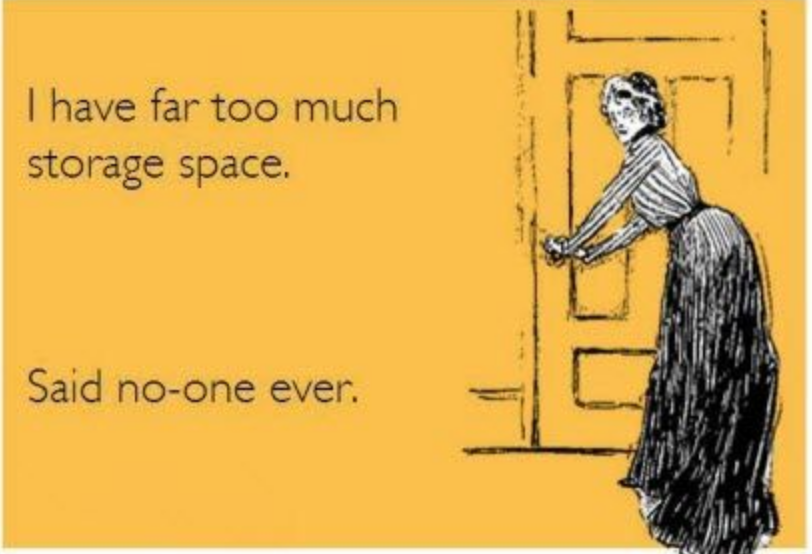 I have far too much
storage space.
Said no-one ever.